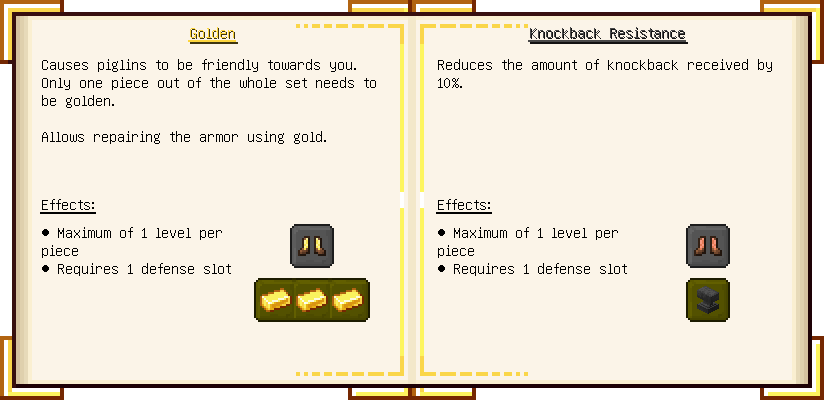 Golden
Causes piglins to be friendly towards you.
Only one piece out of the whole set needs to
be golden.
Allows repairing the armor using gold.
Effects:
● Maximum of 1 level per
piece
● Requires 1 defense slot
Knockback Resistance
Reduces the amount of knockback received by
10%.
Effects:
● Maximum of 1 level per
piece
● Requires 1 defense slot